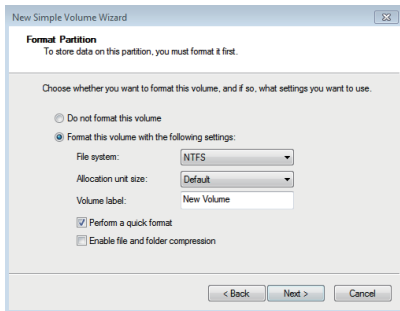 New Simple Volume Wizard
Format Partition
To store data on this partition, you must format it first.
Choose whether you want to format this volume, and if so, what settings you want to use.
Do not format this volume
Format this volume with the following settings:
File system: NTFS
Allocation unit size: Default
Volume label: New Volume
Perform a quick format
Enable file and folder compression
< Back Next > Cancel